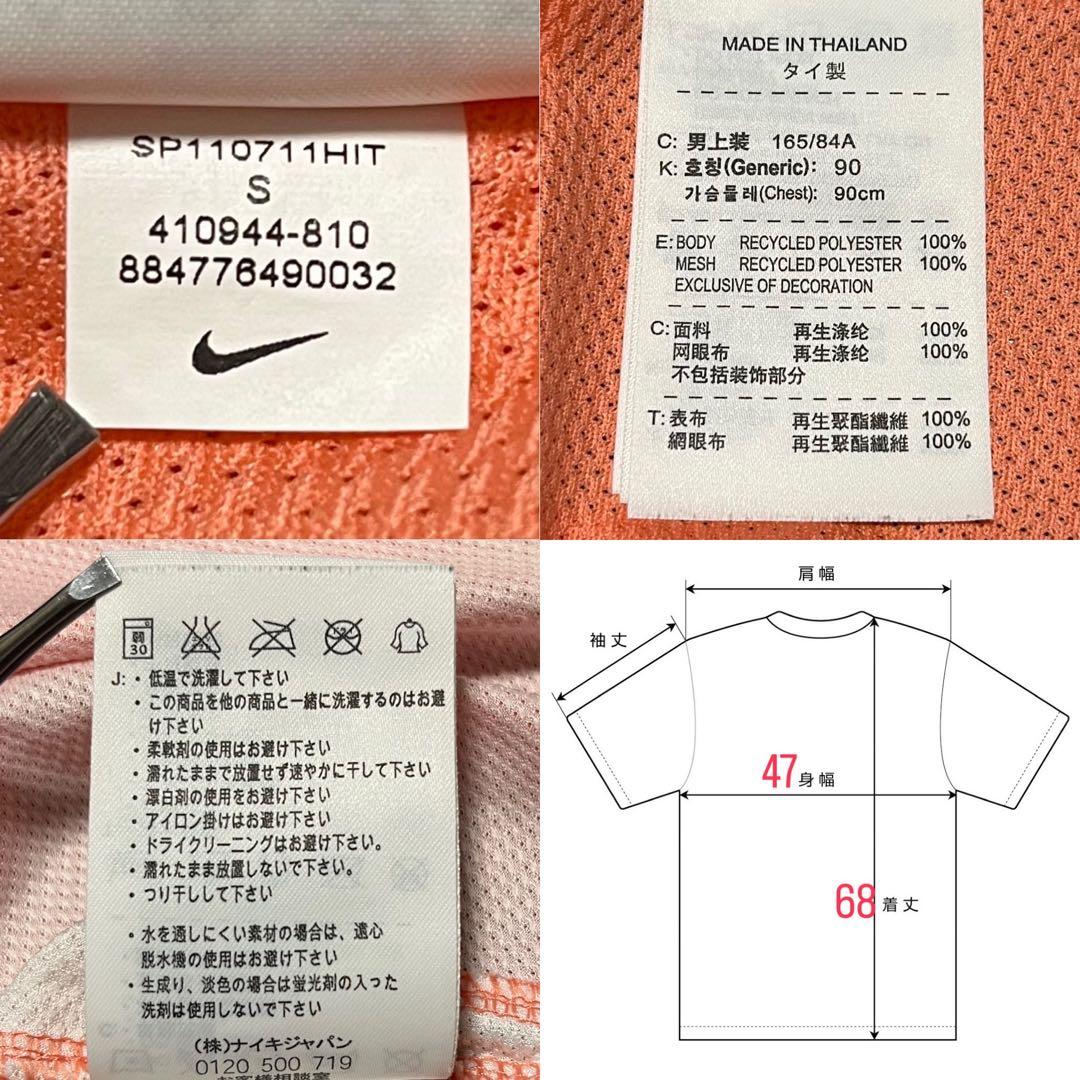 SP110711HIT
S
410944-810
884776490032
MADE IN THAILAND
タイ製
C: 男上装 165/84A
K: 호칭(Generic): 90
가슴둘레(Chest): 90cm
E: BODY RECYCLED POLYESTER 100%
MESH RECYCLED POLYESTER 100%
EXCLUSIVE OF DECORATION
C: 面料 再生涤纶 100%
网眼布 再生涤纶 100%
不包括装饰部分
T: 表布 再生聚酯纖維 100%
網眼布 再生聚酯纖維 100%
弱
30
J: ・低温で洗濯して下さい
・この商品を他の商品と一緒に洗濯するのはお避
け下さい
・柔軟剤の使用はお避け下さい
・濡れたままで放置せず速やかに干して下さい
・漂白剤の使用をお避け下さい
・アイロン掛けはお避け下さい
・ドライクリーニングはお避け下さい。
・濡れたまま放置しないで下さい。
・つり干しして下さい
・水を通しにくい素材の場合は、遠心
脱水機の使用はお避け下さい
・生成り、淡色の場合は蛍光剤の入った
洗剤は使用しないで下さい
(株)ナイキジャパン
0120 500 719
お客様相談室
肩幅
袖丈
47 身幅
68 着丈